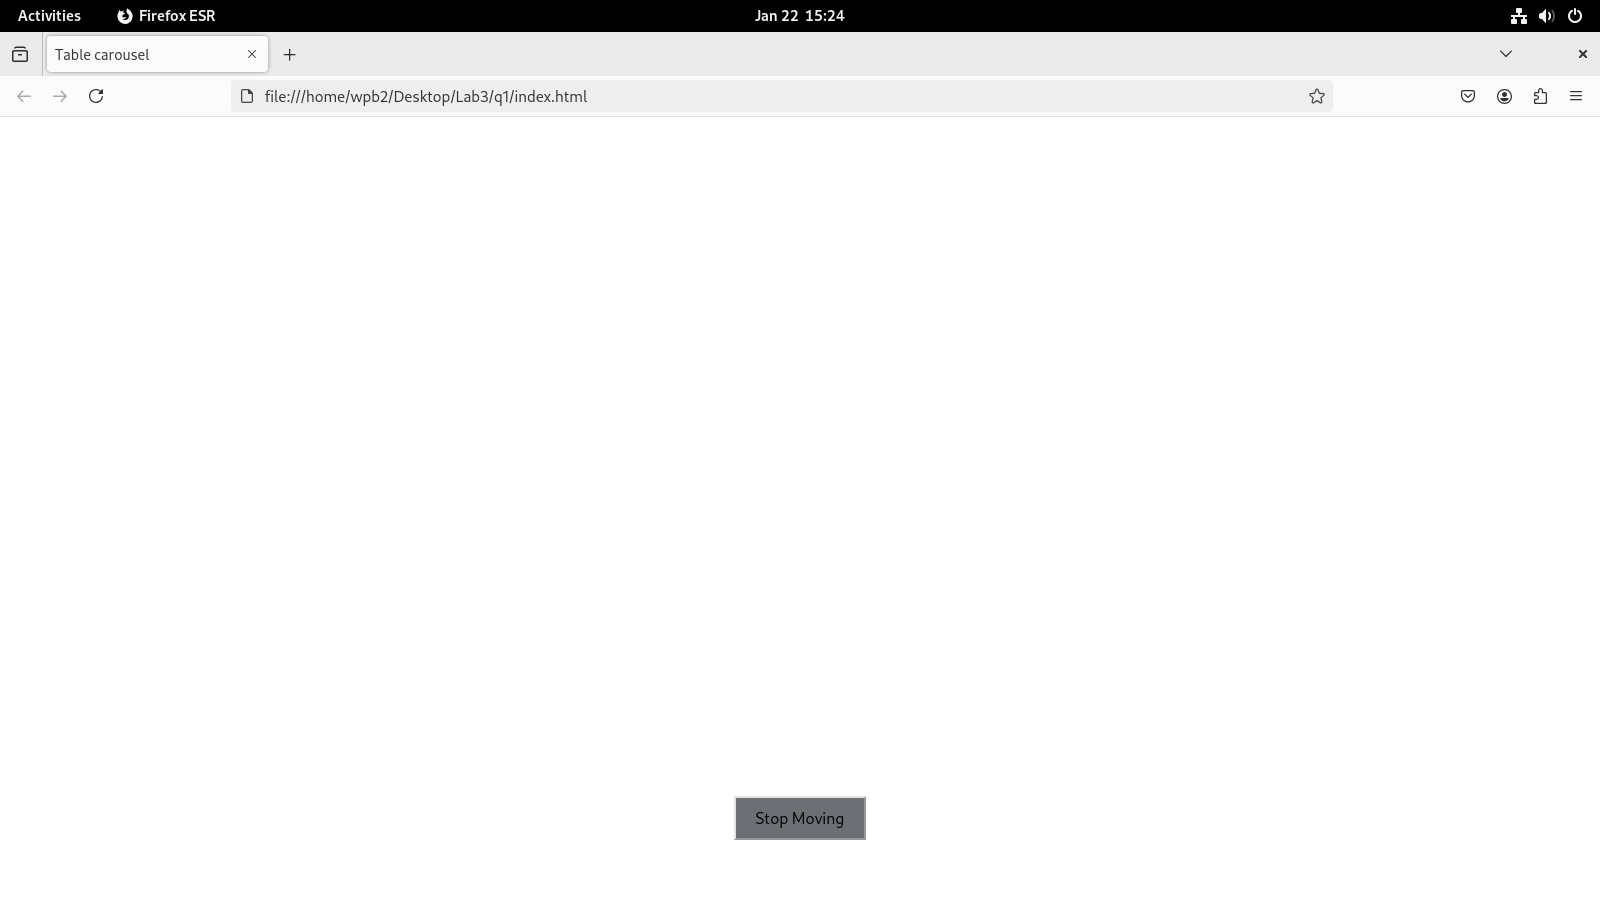 Activities
Firefox ESR
Jan 22 15:24
Table carousel
file:///home/wpb2/Desktop/Lab3/q1/index.html
Stop Moving